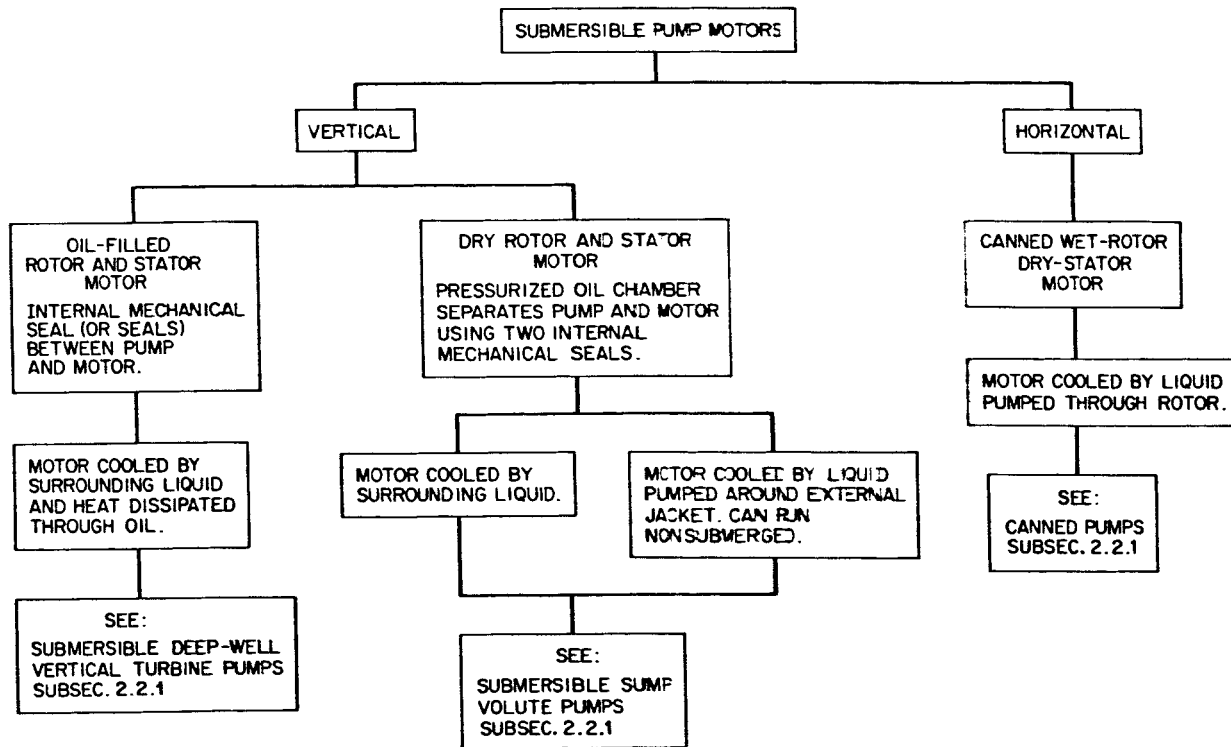 SUBMERSIBLE PUMP MOTORS
VERTICAL
HORIZONTAL
OIL-FILLED
ROTOR AND STATOR
MOTOR
INTERNAL MECHANICAL
SEAL (OR SEALS)
BETWEEN PUMP
AND MOTOR.
DRY ROTOR AND STATOR
MOTOR
PRESSURIZED OIL CHAMBER
SEPARATES PUMP AND MOTOR
USING TWO INTERNAL
MECHANICAL SEALS.
CANNED WET-ROTOR
DRY-STATOR
MOTOR
MOTOR COOLED BY
SURROUNDING LIQUID
AND HEAT DISSIPATED
THROUGH OIL.
MOTOR COOLED BY
SURROUNDING LIQUID.
MOTOR COOLED BY LIQUID
PUMPED AROUND EXTERNAL
JACKET. CAN RUN
NONSUBMERGED.
MOTOR COOLED BY LIQUID
PUMPED THROUGH ROTOR.
SEE:
SUBMERSIBLE DEEP-WELL
VERTICAL TURBINE PUMPS
SUBSEC. 2.2.1
SEE:
SUBMERSIBLE SUMP
VOLUTE PUMPS
SUBSEC. 2.2.1
SEE:
CANNED PUMPS
SUBSEC. 2.2.1